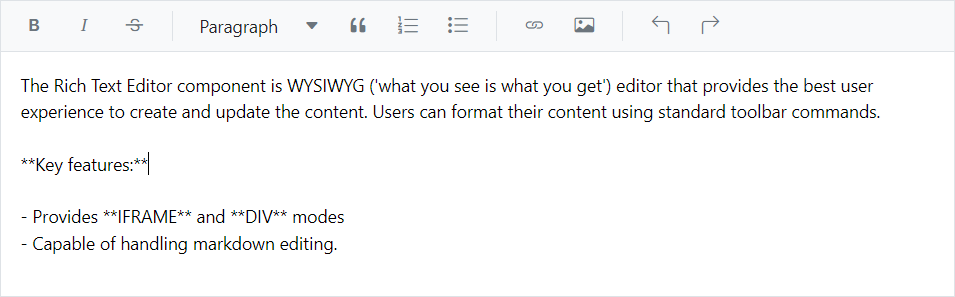 B I S Paragraph
The Rich Text Editor component is WYSIWYG ('what you see is what you get') editor that provides the best user
experience to create and update the content. Users can format their content using standard toolbar commands.
**Key features:**
- Provides **IFRAME** and **DIV** modes
- Capable of handling markdown editing.